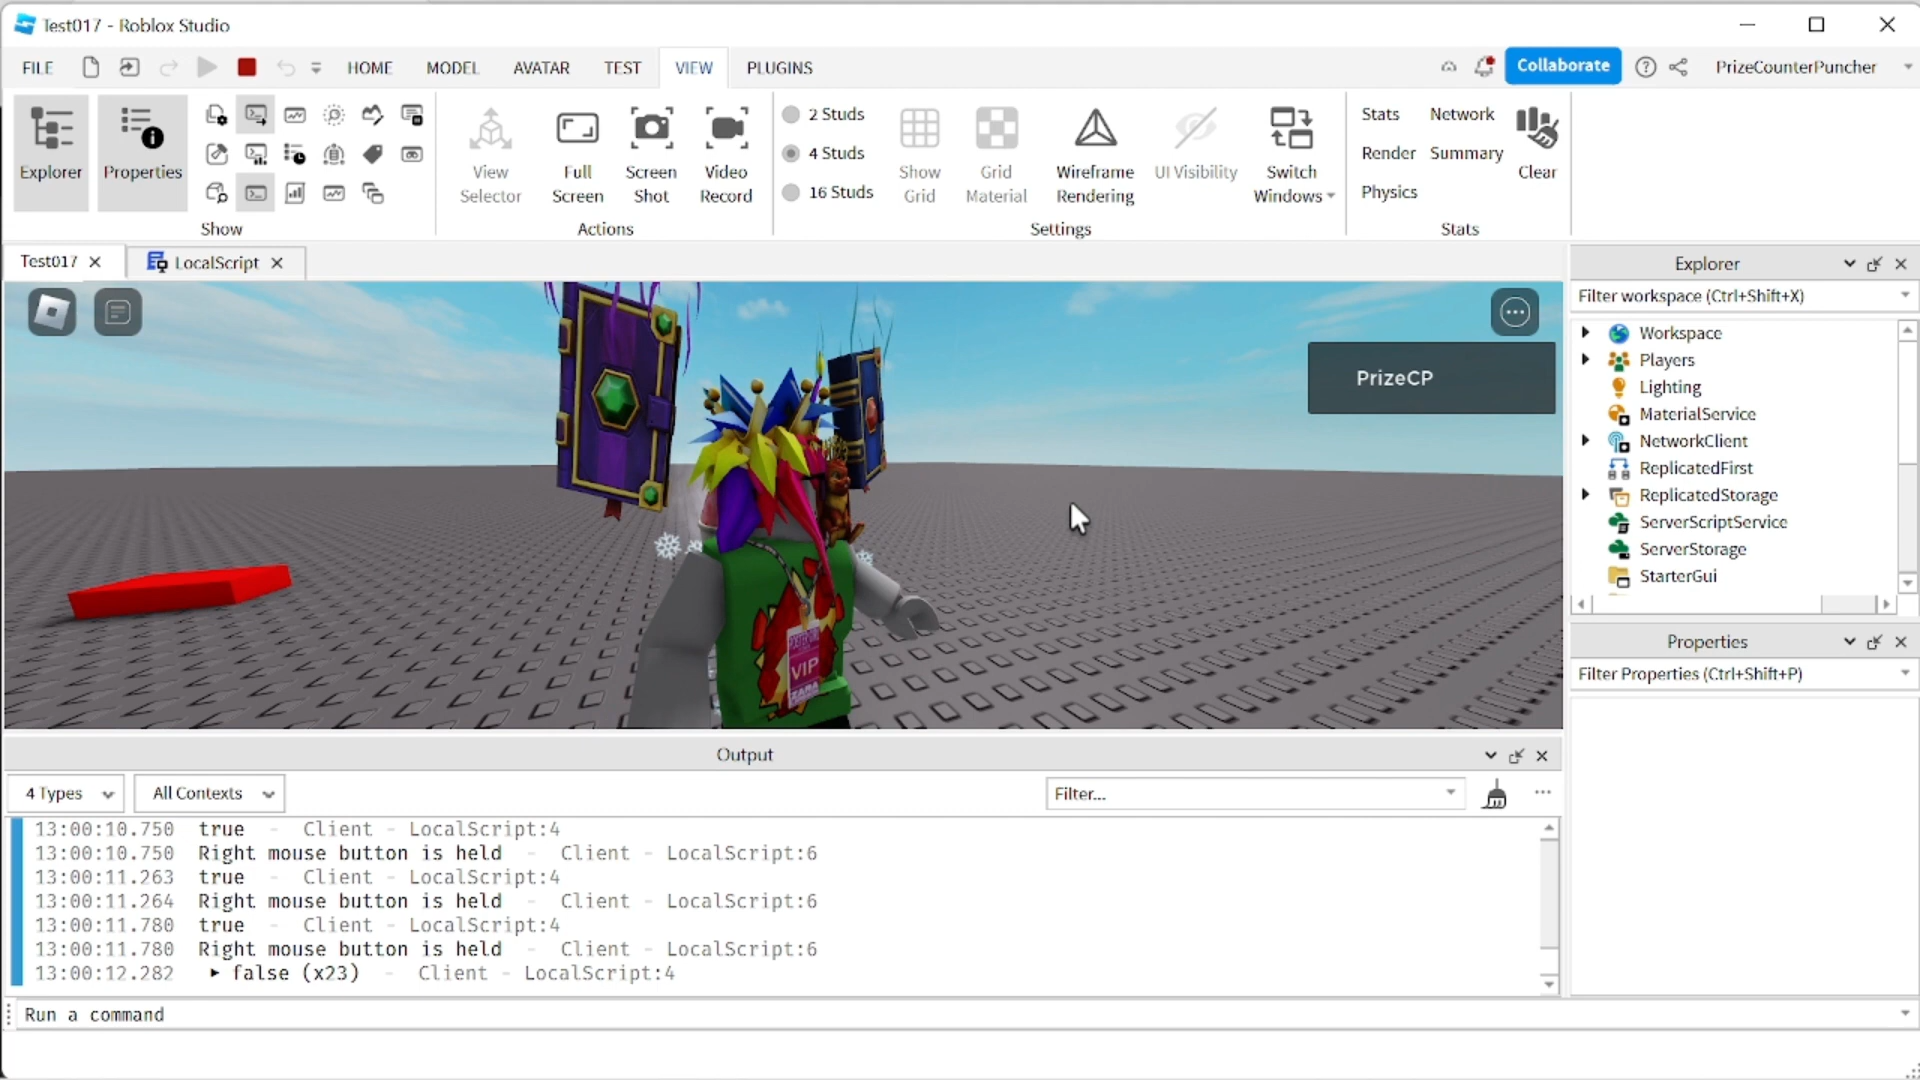 Test017 - Roblox Studio
FILE HOME MODEL AVATAR TEST VIEW PLUGINS Collaborate PrizeCounterPuncher
Explorer
Properties
Show
View
Selector
Full
Screen
Screen
Shot
Video
Record
Actions
2 Studs
4 Studs
16 Studs
Show
Grid
Grid
Material
Wireframe
Rendering
UI Visibility
Switch
Windows
Settings
Stats Network
Render Summary
Physics
Clear
Stats
Test017
LocalScript
PrizeCP
VIP
ZARA
Explorer
Filter workspace (Ctrl+Shift+X)
Workspace
Players
Lighting
MaterialService
NetworkClient
ReplicatedFirst
ReplicatedStorage
ServerScriptService
ServerStorage
StarterGui
Properties
Filter Properties (Ctrl+Shift+P)
Output
4 Types All Contexts Filter...
13:00:10.750 true - Client - LocalScript:4
13:00:10.750 Right mouse button is held - Client - LocalScript:6
13:00:11.263 true - Client - LocalScript:4
13:00:11.264 Right mouse button is held - Client - LocalScript:6
13:00:11.780 true - Client - LocalScript:4
13:00:11.780 Right mouse button is held - Client - LocalScript:6
13:00:12.282 false (x23) - Client - LocalScript:4
Run a command